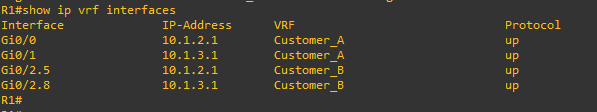 R1#show ip vrf interfaces
Interface              IP-Address      VRF                              Protocol
Gi0/0                  10.1.2.1        Customer_A                       up
Gi0/1                  10.1.3.1        Customer_A                       up
Gi0/2.5                10.1.2.1        Customer_B                       up
Gi0/2.8                10.1.3.1        Customer_B                       up
R1#